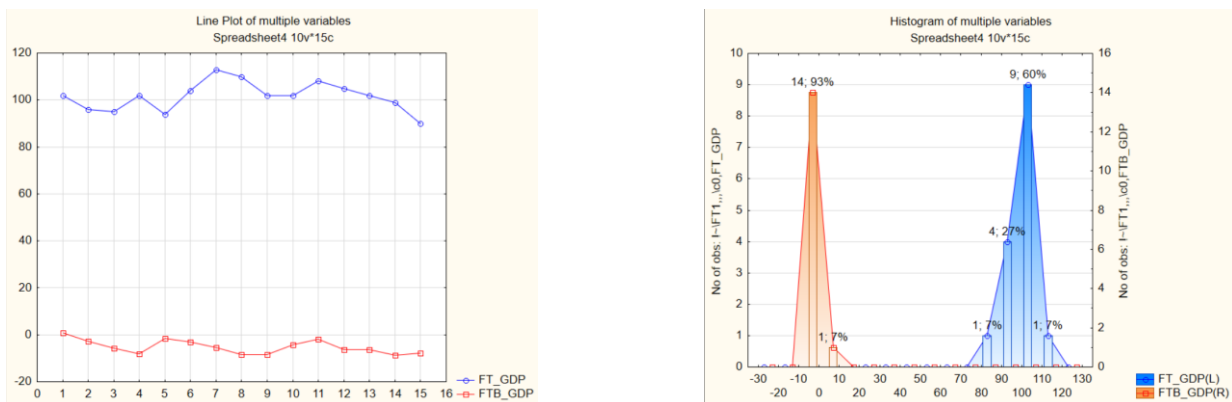 Line Plot of multiple variables
Spreadsheet4 10v*15c
120
100
80
60
40
20
0
-20
0 1 2 3 4 5 6 7 8 9 10 11 12 13 14 15 16
FT_GDP
FTB_GDP
Histogram of multiple variables
Spreadsheet4 10v*15c
10
9
8
7
6
5
4
3
2
1
0
No of obs: I~\FT1,,,\c0,FT_GDP
14; 93%
1; 7%
1; 7%
4; 27%
9; 60%
1; 7%
16
14
12
10
8
6
4
2
0
No of obs: I~\FT1,,,\c0,FTB_GDP
-30 10 50 90 130
-10 30 70 110
-20 0 20 40 60 80 100 120
FT_GDP(L)
FTB_GDP(R)